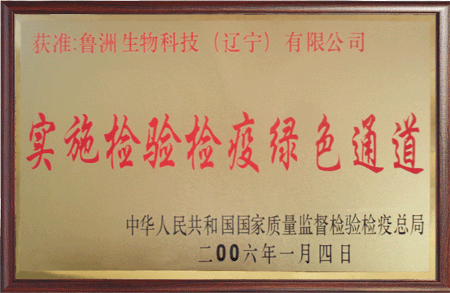 获准:鲁洲生物科技（辽宁）有限公司
实施检验检疫绿色通道
中华人民共和国国家质量监督检验检疫总局
二00六年一月四日